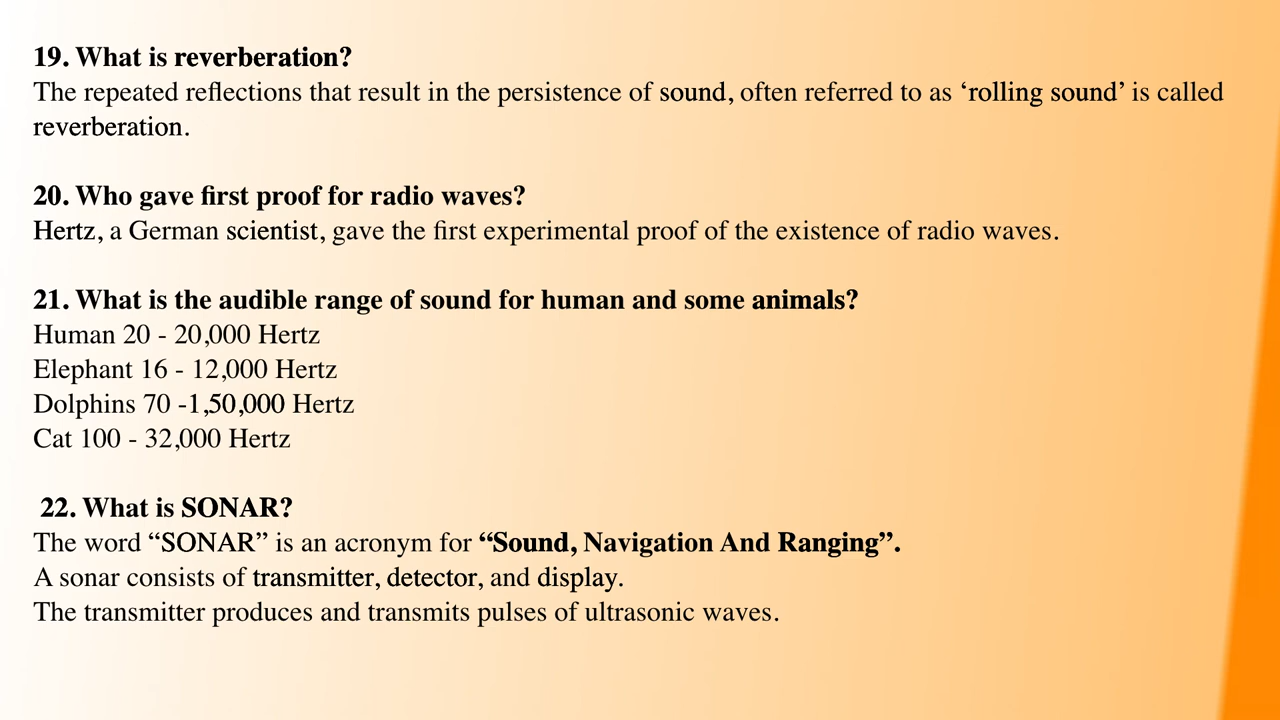 19. What is reverberation?
The repeated reflections that result in the persistence of sound, often referred to as ‘rolling sound’ is called
reverberation.
20. Who gave first proof for radio waves?
Hertz, a German scientist, gave the first experimental proof of the existence of radio waves.
21. What is the audible range of sound for human and some animals?
Human 20 - 20,000 Hertz
Elephant 16 - 12,000 Hertz
Dolphins 70 -1,50,000 Hertz
Cat 100 - 32,000 Hertz
22. What is SONAR?
The word “SONAR” is an acronym for “Sound, Navigation And Ranging”.
A sonar consists of transmitter, detector, and display.
The transmitter produces and transmits pulses of ultrasonic waves.